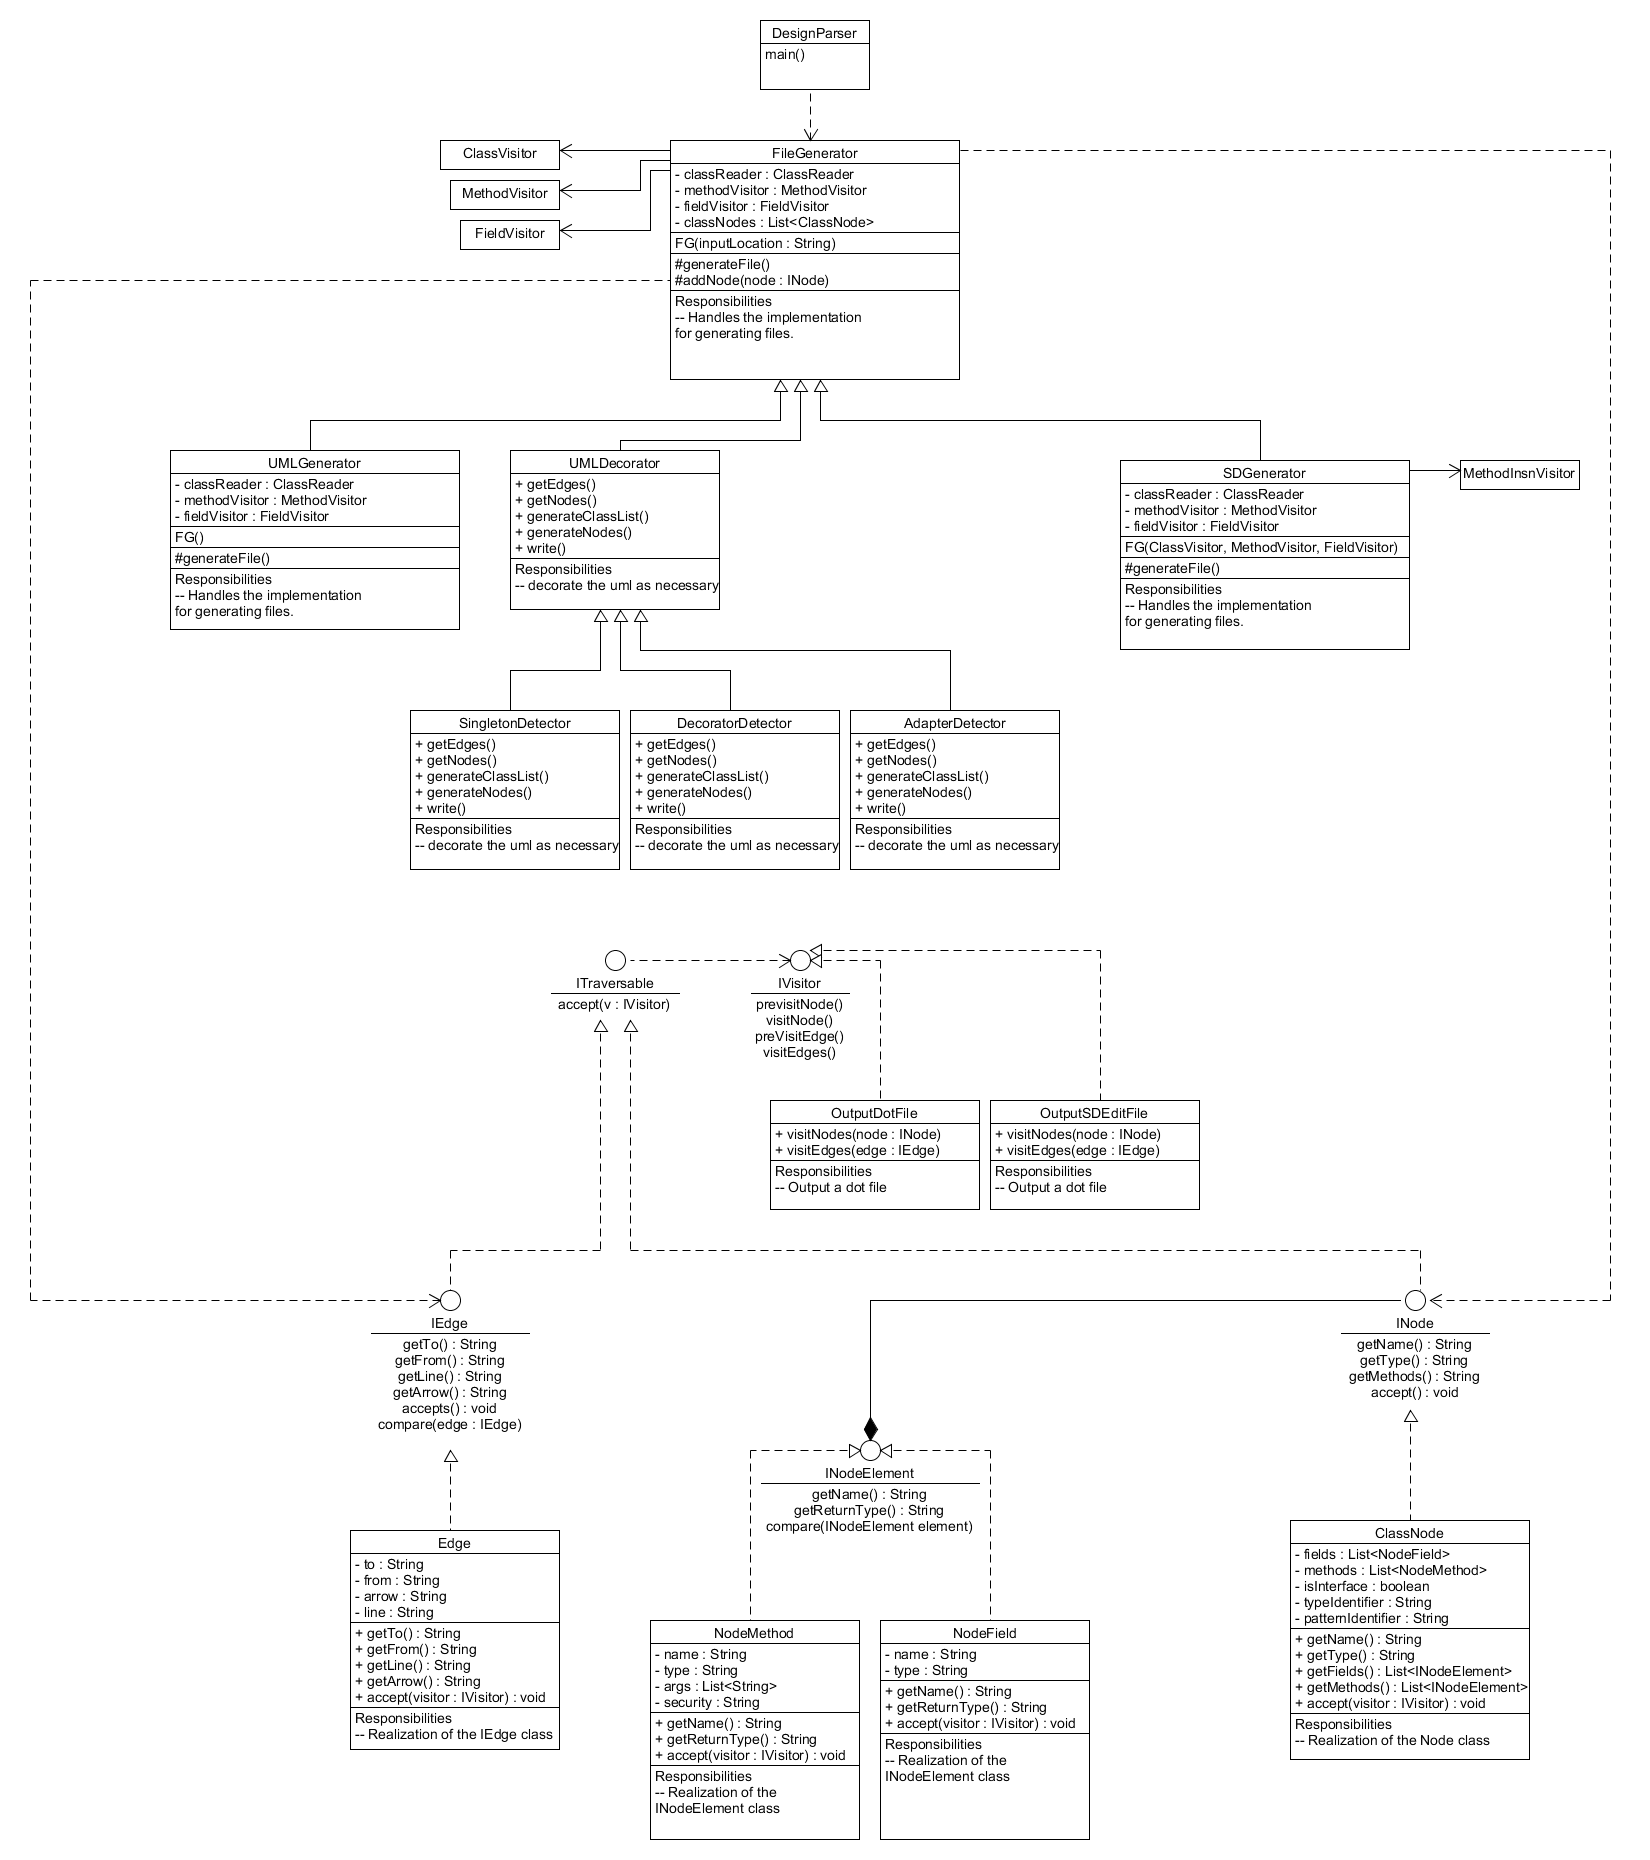 DesignParser
main()
ClassVisitor
MethodVisitor
FieldVisitor
FileGenerator
- classReader : ClassReader
- methodVisitor : MethodVisitor
- fieldVisitor : FieldVisitor
- classNodes : List<ClassNode>
FG(inputLocation : String)
#generateFile()
#addNode(node : INode)
Responsibilities
-- Handles the implementation
for generating files.
UMLGenerator
- classReader : ClassReader
- methodVisitor : MethodVisitor
- fieldVisitor : FieldVisitor
FG()
#generateFile()
Responsibilities
-- Handles the implementation
for generating files.
UMLDecorator
+ getEdges()
+ getNodes()
+ generateClassList()
+ generateNodes()
+ write()
Responsibilities
-- decorate the uml as necessary
SDGenerator
- classReader : ClassReader
- methodVisitor : MethodVisitor
- fieldVisitor : FieldVisitor
FG(ClassVisitor, MethodVisitor, FieldVisitor)
#generateFile()
Responsibilities
-- Handles the implementation
for generating files.
MethodInsnVisitor
SingletonDetector
+ getEdges()
+ getNodes()
+ generateClassList()
+ generateNodes()
+ write()
Responsibilities
-- decorate the uml as necessary
DecoratorDetector
+ getEdges()
+ getNodes()
+ generateClassList()
+ generateNodes()
+ write()
Responsibilities
-- decorate the uml as necessary
AdapterDetector
+ getEdges()
+ getNodes()
+ generateClassList()
+ generateNodes()
+ write()
Responsibilities
-- decorate the uml as necessary
ITraversable
accept(v : IVisitor)
IVisitor
previsitNode()
visitNode()
preVisitEdge()
visitEdges()
OutputDotFile
+ visitNodes(node : INode)
+ visitEdges(edge : IEdge)
Responsibilities
-- Output a dot file
OutputSDEditFile
+ visitNodes(node : INode)
+ visitEdges(edge : IEdge)
Responsibilities
-- Output a dot file
IEdge
getTo() : String
getFrom() : String
getLine() : String
getArrow() : String
accepts() : void
compare(edge : IEdge)
INode
getName() : String
getType() : String
getMethods() : String
accept() : void
INodeElement
getName() : String
getReturnType() : String
compare(INodeElement element)
Edge
- to : String
- from : String
- arrow : String
- line : String
+ getTo() : String
+ getFrom() : String
+ getLine() : String
+ getArrow() : String
+ accept(visitor : IVisitor) : void
Responsibilities
-- Realization of the IEdge class
NodeMethod
- name : String
- type : String
- args : List<String>
- security : String
+ getName() : String
+ getReturnType() : String
+ accept(visitor : IVisitor) : void
Responsibilities
-- Realization of the
INodeElement class
NodeField
- name : String
- type : String
+ getName() : String
+ getReturnType() : String
+ accept(visitor : IVisitor) : void
Responsibilities
-- Realization of the
INodeElement class
ClassNode
- fields : List<NodeField>
- methods : List<NodeMethod>
- isInterface : boolean
- typeIdentifier : String
- patternIdentifier : String
+ getName() : String
+ getType() : String
+ getFields() : List<INodeElement>
+ getMethods() : List<INodeElement>
+ accept(visitor : IVisitor) : void
Responsibilities
-- Realization of the Node class